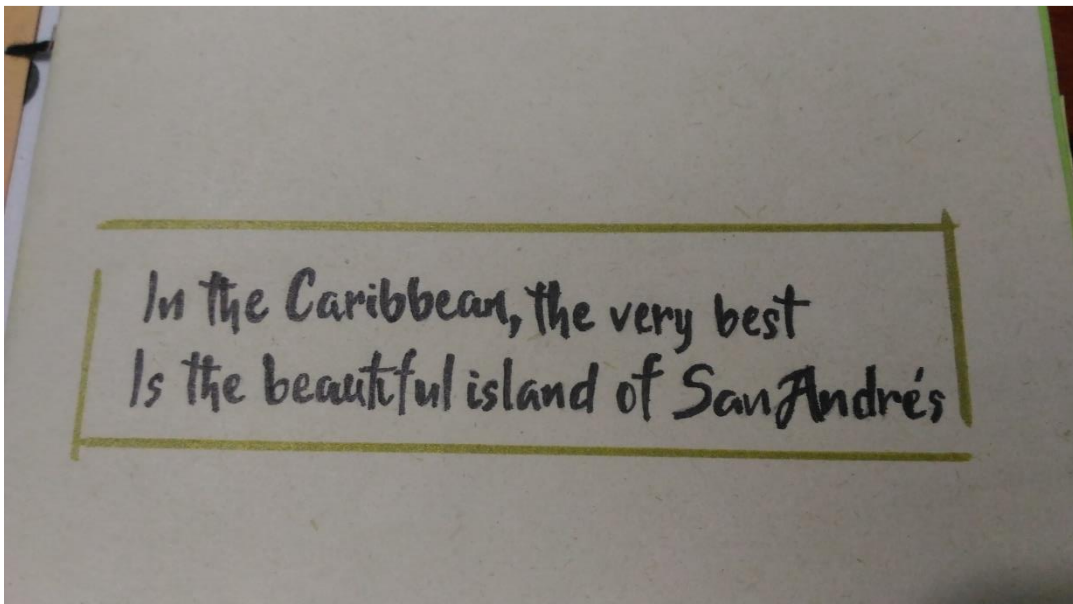 In the Caribbean, the very best
Is the beautiful island of San Andrés